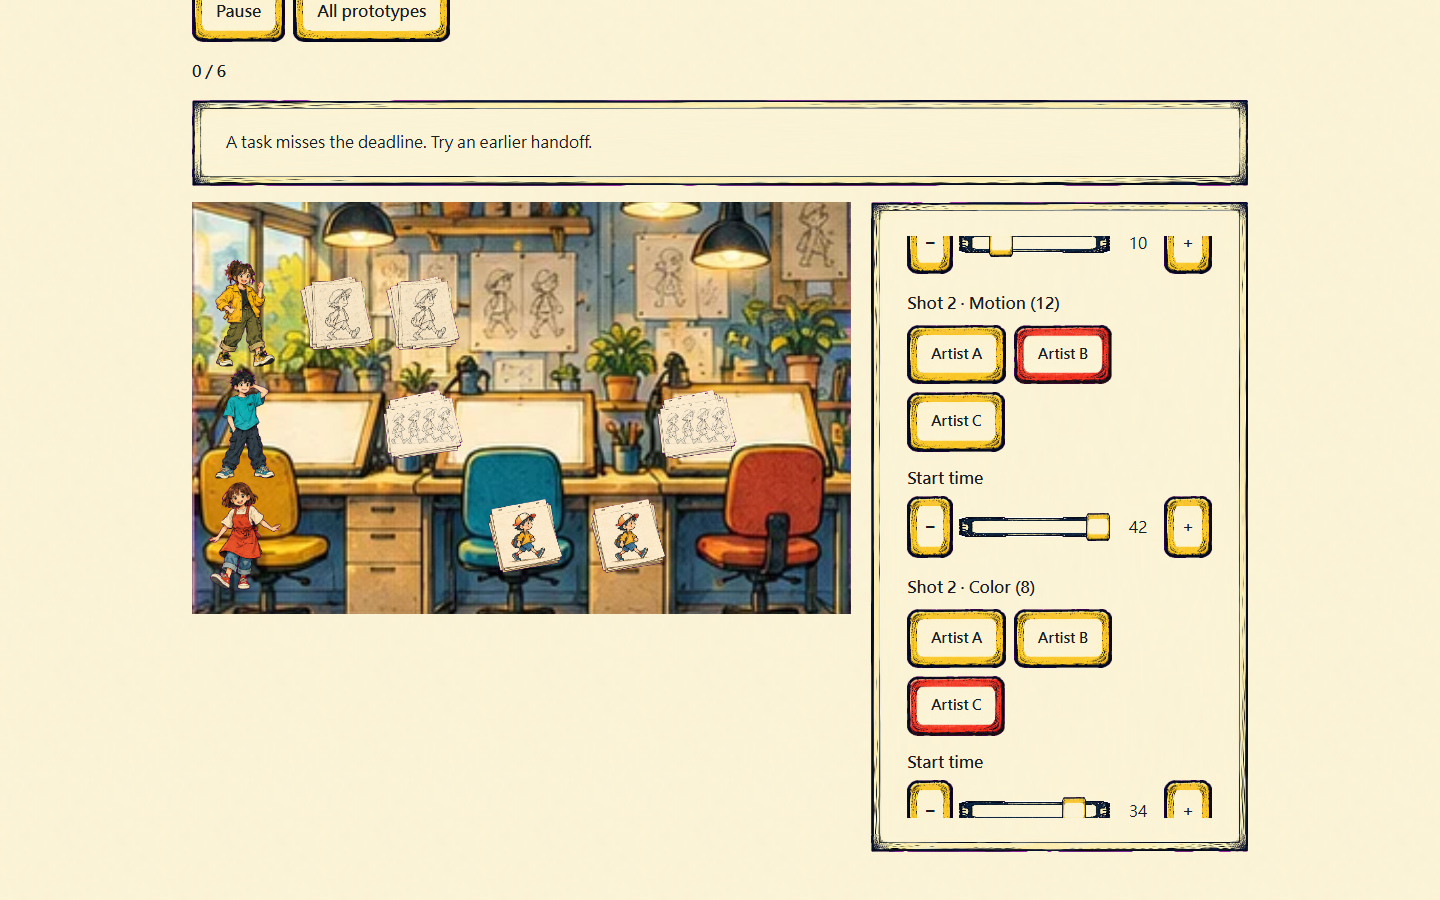 Pause
All prototypes
0 / 6
A task misses the deadline. Try an earlier handoff.
−
10
+
Shot 2 · Motion (12)
Artist A
Artist B
Artist C
Start time
−
42
+
Shot 2 · Color (8)
Artist A
Artist B
Artist C
Start time
−
34
+